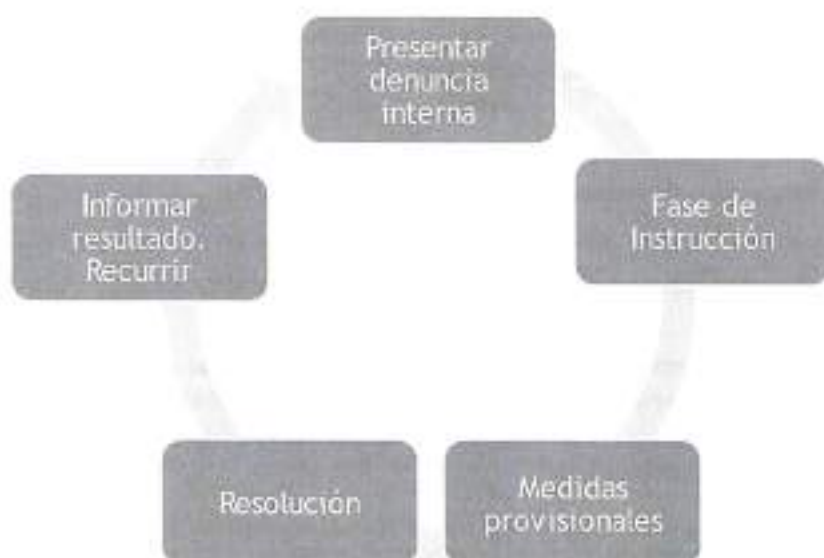 Presentar
denuncia
interna
Fase de
Instrucción
Medidas
provisionales
Resolución
Informar
resultado.
Recurrir